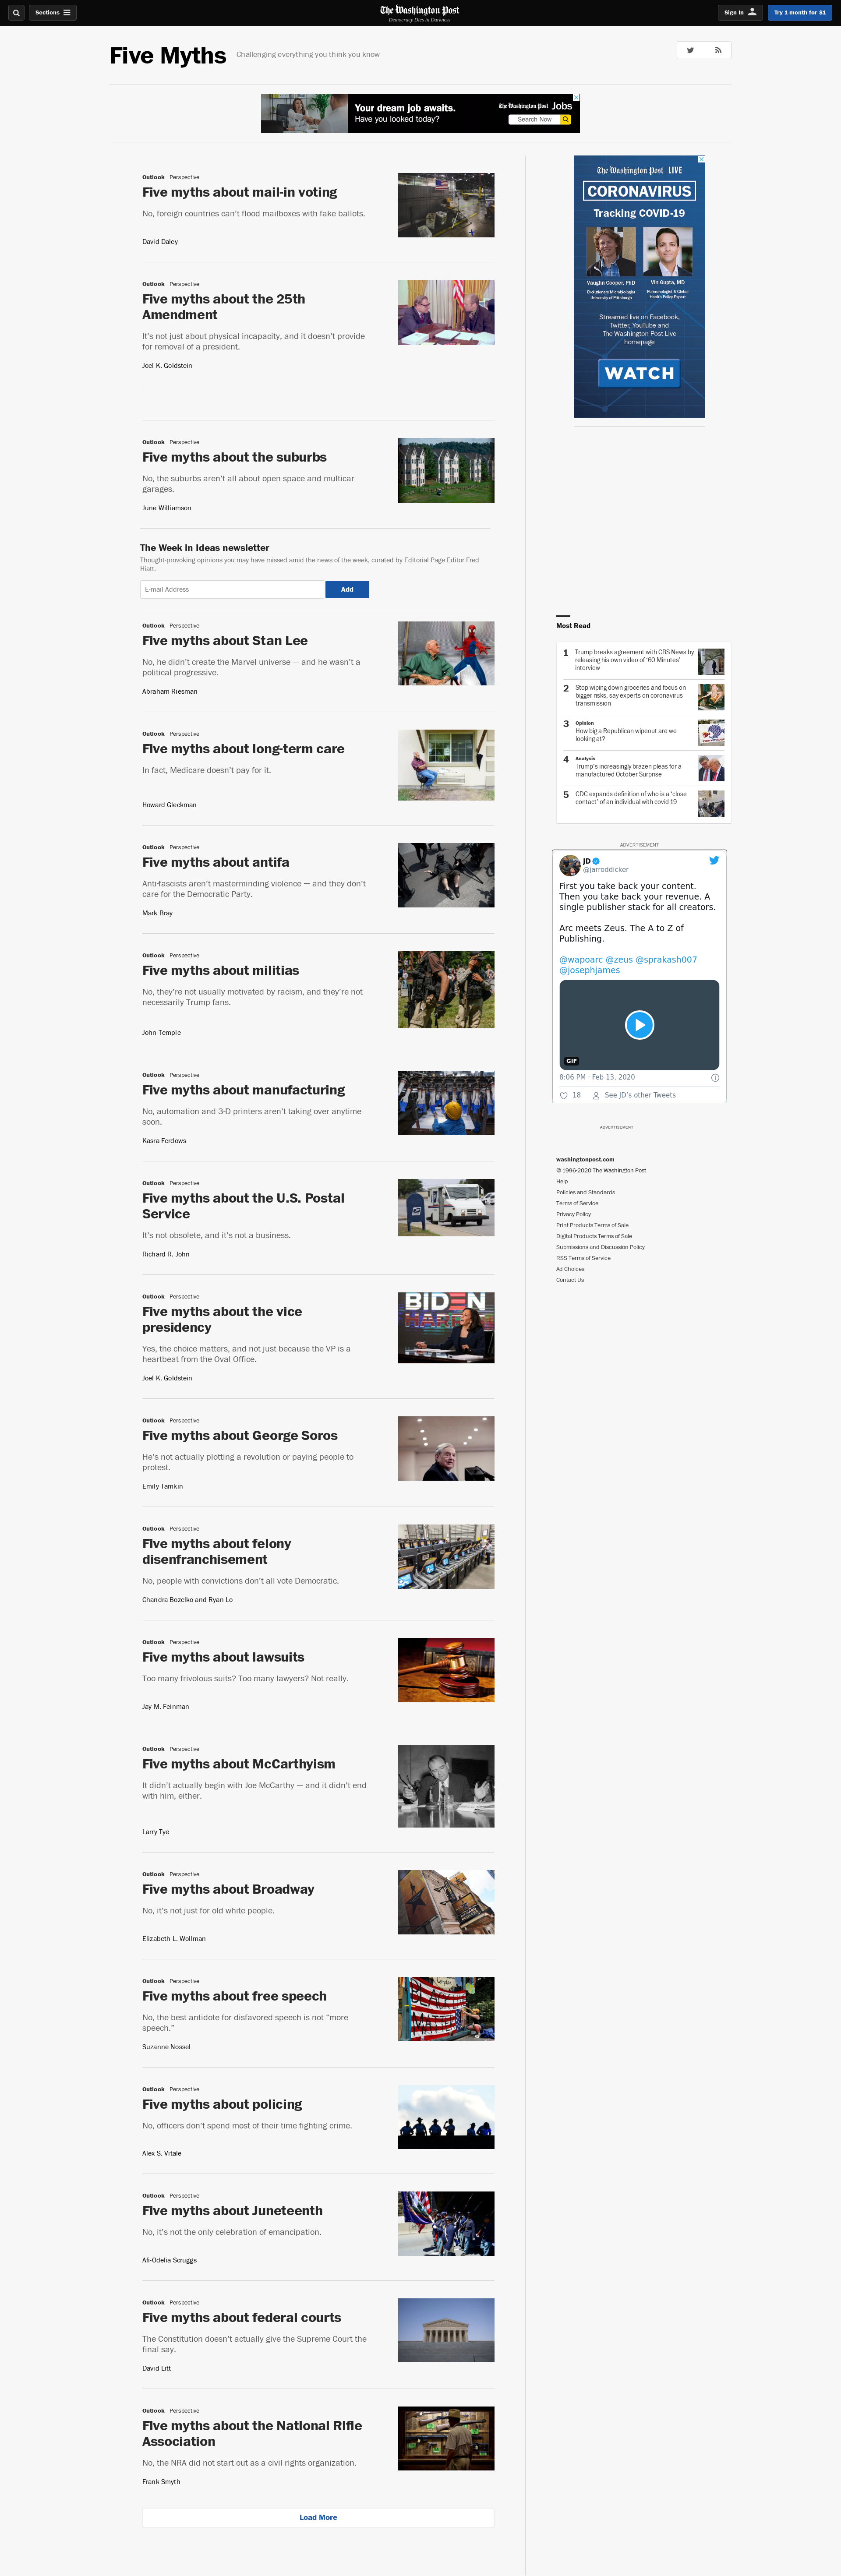 Sections
The Washington Post
Democracy Dies in Darkness
Sign In
Try 1 month for $1
Five Myths
Challenging everything you think you know
Your dream job awaits.
Have you looked today?
The Washington Post Jobs
Search Now
Outlook Perspective
Five myths about mail-in voting
No, foreign countries can’t flood mailboxes with fake ballots.
David Daley
Outlook Perspective
Five myths about the 25th
Amendment
It’s not just about physical incapacity, and it doesn’t provide
for removal of a president.
Joel K. Goldstein
Outlook Perspective
Five myths about the suburbs
No, the suburbs aren’t all about open space and multicar
garages.
June Williamson
The Week in Ideas newsletter
Thought-provoking opinions you may have missed amid the news of the week, curated by Editorial Page Editor Fred
Hiatt.
E-mail Address
Add
Outlook Perspective
Five myths about Stan Lee
No, he didn’t create the Marvel universe — and he wasn’t a
political progressive.
Abraham Riesman
Outlook Perspective
Five myths about long-term care
In fact, Medicare doesn’t pay for it.
Howard Gleckman
Outlook Perspective
Five myths about antifa
Anti-fascists aren’t masterminding violence — and they don’t
care for the Democratic Party.
Mark Bray
Outlook Perspective
Five myths about militias
No, they’re not usually motivated by racism, and they’re not
necessarily Trump fans.
John Temple
Outlook Perspective
Five myths about manufacturing
No, automation and 3-D printers aren’t taking over anytime
soon.
Kasra Ferdows
Outlook Perspective
Five myths about the U.S. Postal
Service
It’s not obsolete, and it’s not a business.
Richard R. John
Outlook Perspective
Five myths about the vice
presidency
Yes, the choice matters, and not just because the VP is a
heartbeat from the Oval Office.
Joel K. Goldstein
BIDEN
Outlook Perspective
Five myths about George Soros
He’s not actually plotting a revolution or paying people to
protest.
Emily Tamkin
Outlook Perspective
Five myths about felony
disenfranchisement
No, people with convictions don’t all vote Democratic.
Chandra Bozelko and Ryan Lo
Outlook Perspective
Five myths about lawsuits
Too many frivolous suits? Too many lawyers? Not really.
Jay M. Feinman
Outlook Perspective
Five myths about McCarthyism
It didn’t actually begin with Joe McCarthy — and it didn’t end
with him, either.
Larry Tye
Outlook Perspective
Five myths about Broadway
No, it’s not just for old white people.
Elizabeth L. Wollman
Outlook Perspective
Five myths about free speech
No, the best antidote for disfavored speech is not “more
speech.”
Suzanne Nossel
Outlook Perspective
Five myths about policing
No, officers don’t spend most of their time fighting crime.
Alex S. Vitale
Outlook Perspective
Five myths about Juneteenth
No, it’s not the only celebration of emancipation.
Afi-Odelia Scruggs
Outlook Perspective
Five myths about federal courts
The Constitution doesn’t actually give the Supreme Court the
final say.
David Litt
Outlook Perspective
Five myths about the National Rifle
Association
No, the NRA did not start out as a civil rights organization.
Frank Smyth
Load More
The Washington Post LIVE
CORONAVIRUS
Tracking COVID-19
Vaughn Cooper, PhD
Evolutionary Microbiologist
University of Pittsburgh
Vin Gupta, MD
Pulmonologist & Global
Health Policy Expert
Streamed live on Facebook,
Twitter, YouTube and
The Washington Post Live
homepage
WATCH
Most Read
1 Trump breaks agreement with CBS News by
releasing his own video of ‘60 Minutes’
interview
2 Stop wiping down groceries and focus on
bigger risks, say experts on coronavirus
transmission
3 Opinion
How big a Republican wipeout are we
looking at?
4 Analysis
Trump’s increasingly brazen pleas for a
manufactured October Surprise
5 CDC expands definition of who is a ‘close
contact’ of an individual with covid-19
ADVERTISEMENT
JD
@jarroddicker
First you take back your content.
Then you take back your revenue. A
single publisher stack for all creators.
Arc meets Zeus. The A to Z of
Publishing.
@wapoarc @zeus @sprakash007
@josephjames
GIF
8:06 PM · Feb 13, 2020
18 See JD's other Tweets
ADVERTISEMENT
washingtonpost.com
© 1996-2020 The Washington Post
Help
Policies and Standards
Terms of Service
Privacy Policy
Print Products Terms of Sale
Digital Products Terms of Sale
Submissions and Discussion Policy
RSS Terms of Service
Ad Choices
Contact Us